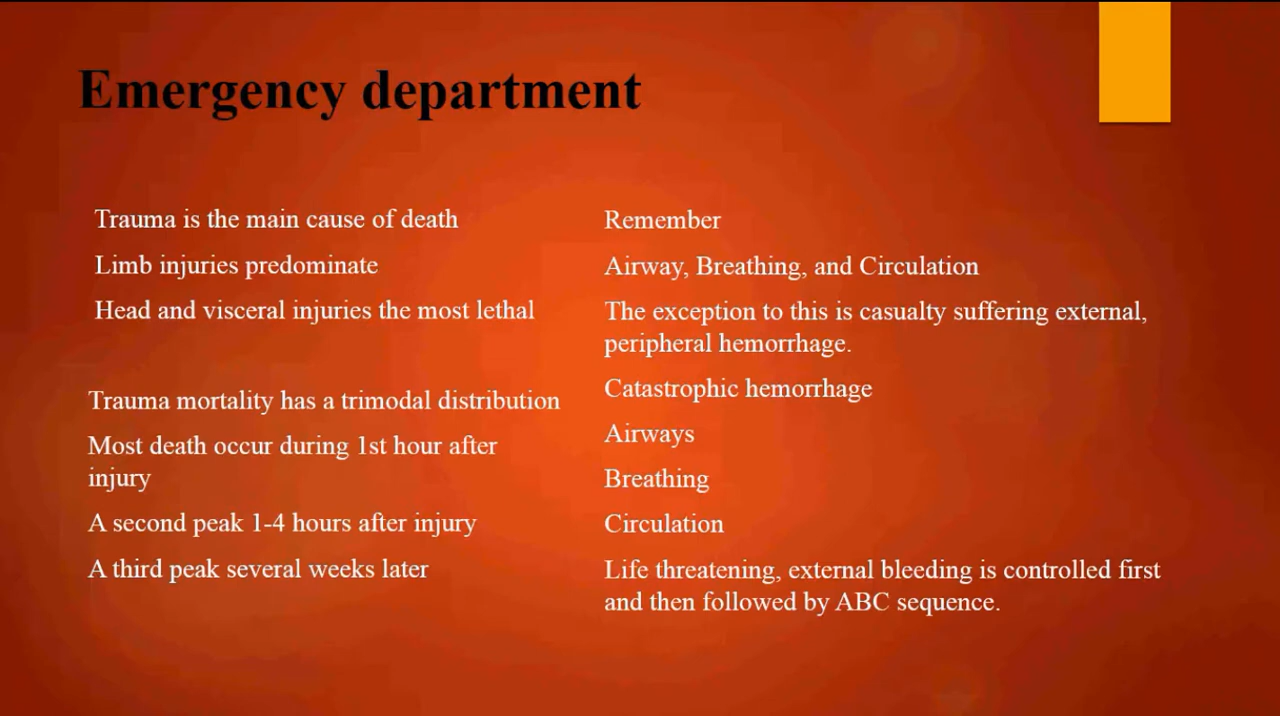 Emergency department
Trauma is the main cause of death
Limb injuries predominate
Head and visceral injuries the most lethal
Trauma mortality has a trimodal distribution
Most death occur during 1st hour after
injury
A second peak 1-4 hours after injury
A third peak several weeks later
Remember
Airway, Breathing, and Circulation
The exception to this is casualty suffering external,
peripheral hemorrhage.
Catastrophic hemorrhage
Airways
Breathing
Circulation
Life threatening, external bleeding is controlled first
and then followed by ABC sequence.